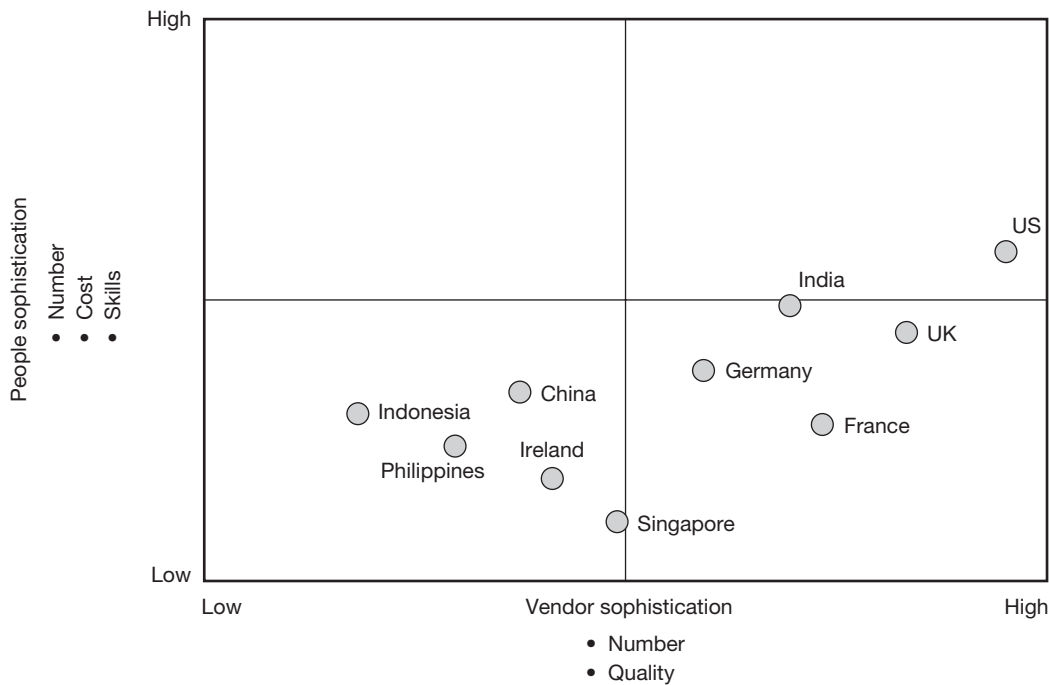 High
People sophistication
• Number
• Cost
• Skills
US
India
UK
Germany
China
Indonesia
France
Ireland
Philippines
Singapore
Low
Low
Vendor sophistication
High
• Number
• Quality